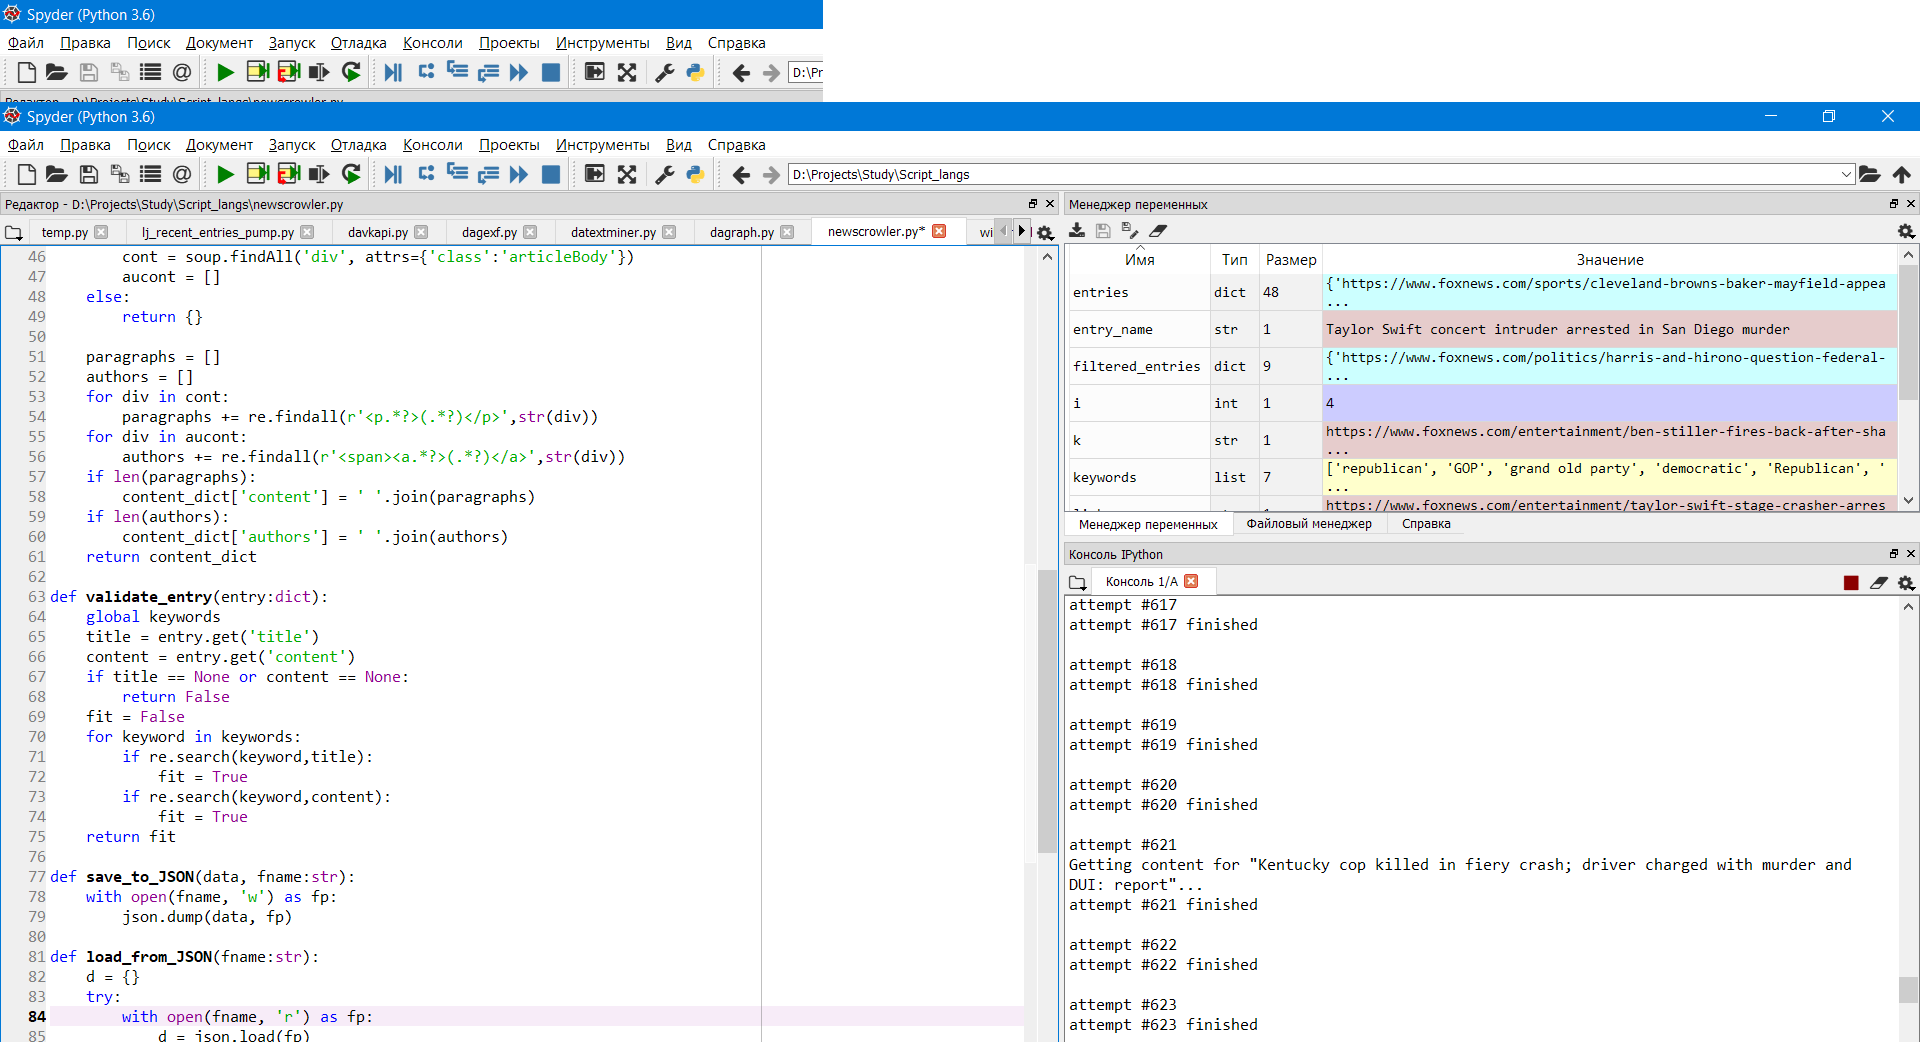 Spyder (Python 3.6)
Файл Правка Поиск Документ Запуск Отладка Консоли Проекты Инструменты Вид Справка
D:\Pr
Редактор - D:\Projects\Study\Script_langs\newscrowler.py
Spyder (Python 3.6)
Файл Правка Поиск Документ Запуск Отладка Консоли Проекты Инструменты Вид Справка
D:\Projects\Study\Script_langs
Редактор - D:\Projects\Study\Script_langs\newscrowler.py
temp.py lj_recent_entries_pump.py davkapi.py dagexf.py datextminer.py dagraph.py newscrowler.py* wi
46 cont = soup.findAll('div', attrs={'class':'articleBody'})
47 aucont = []
48 else:
49 return {}
50
51 paragraphs = []
52 authors = []
53 for div in cont:
54 paragraphs += re.findall(r'<p.*?>(.*?)</p>',str(div))
55 for div in aucont:
56 authors += re.findall(r'<span><a.*?>(.*?)</a>',str(div))
57 if len(paragraphs):
58 content_dict['content'] = ' '.join(paragraphs)
59 if len(authors):
60 content_dict['authors'] = ' '.join(authors)
61 return content_dict
62
63 def validate_entry(entry:dict):
64 global keywords
65 title = entry.get('title')
66 content = entry.get('content')
67 if title == None or content == None:
68 return False
69 fit = False
70 for keyword in keywords:
71 if re.search(keyword,title):
72 fit = True
73 if re.search(keyword,content):
74 fit = True
75 return fit
76
77 def save_to_JSON(data, fname:str):
78 with open(fname, 'w') as fp:
79 json.dump(data, fp)
80
81 def load_from_JSON(fname:str):
82 d = {}
83 try:
84 with open(fname, 'r') as fp:
85 d = json.load(fp)
Менеджер переменных
Имя Тип Размер Значение
entries dict 48 {'https://www.foxnews.com/sports/cleveland-browns-baker-mayfield-appea
...
entry_name str 1 Taylor Swift concert intruder arrested in San Diego murder
filtered_entries dict 9 {'https://www.foxnews.com/politics/harris-and-hirono-question-federal-
...
i int 1 4
k str 1 https://www.foxnews.com/entertainment/ben-stiller-fires-back-after-sha
...
keywords list 7 ['republican', 'GOP', 'grand old party', 'democratic', 'Republican', '
...
https://www.foxnews.com/entertainment/taylor-swift-stage-crasher-arres
Менеджер переменных Файловый менеджер Справка
Консоль IPython
Консоль 1/A
attempt #617
attempt #617 finished
attempt #618
attempt #618 finished
attempt #619
attempt #619 finished
attempt #620
attempt #620 finished
attempt #621
Getting content for "Kentucky cop killed in fiery crash; driver charged with murder and
DUI: report"...
attempt #621 finished
attempt #622
attempt #622 finished
attempt #623
attempt #623 finished